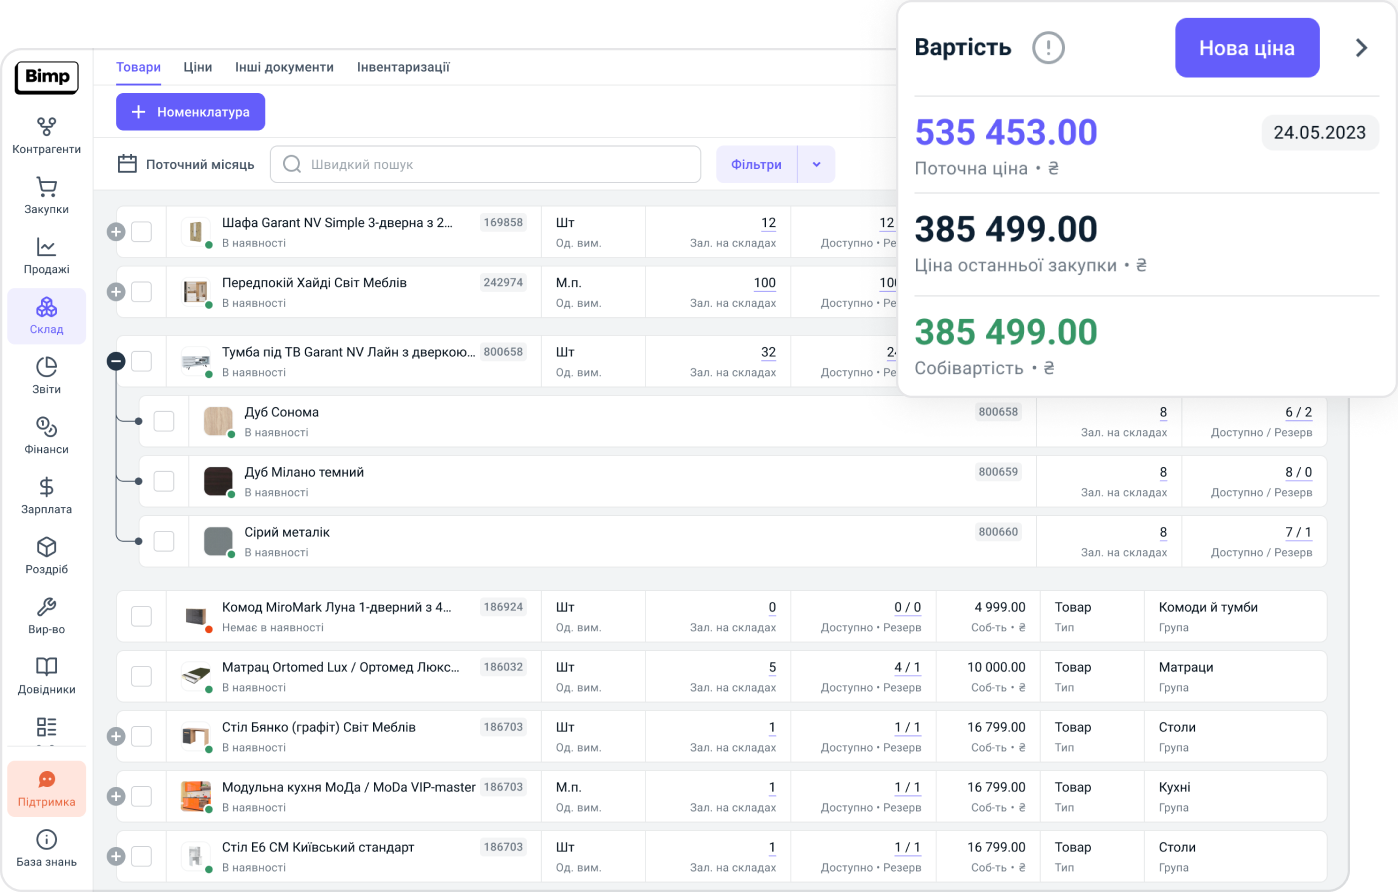 Вартість
Нова ціна
535 453.00
24.05.2023
Поточна ціна • ₴
385 499.00
Ціна останньої закупки • ₴
385 499.00
Собівартість • ₴
Bimp
Контрагенти
Закупки
Продажі
Склад
Звіти
Фінанси
Зарплата
Роздріб
Вир-во
Довідники
Підтримка
База знань
Товари Ціни Інші документи Інвентаризації
Номенклатура
Поточний місяць Швидкий пошук Фільтри
Шафа Garant NV Simple 3-дверна з 2... 169858 Шт 12 12
В наявності Од. вим. Зал. на складах Доступно • Ре
Передпокій Хайді Світ Меблів 242974 М.п. 100
В наявності Од. вим. Зал. на складах Доступно • Ре
Тумба під ТВ Garant NV Лайн з дверкою... 800658 Шт 32
В наявності Од. вим. Зал. на складах Доступно • Ре
Дуб Сонома 800658 8 6 / 2
В наявності Зал. на складах Доступно / Резерв
Дуб Мілано темний 800659 8 8 / 0
В наявності Зал. на складах Доступно / Резерв
Сірий металік 800660 8 7 / 1
В наявності Зал. на складах Доступно / Резерв
Комод MiroMark Луна 1-дверний з 4... 186924 Шт 0 0 / 0 4 999.00 Товар Комоди й тумби
Немає в наявності Од. вим. Зал. на складах Доступно • Резерв Соб-ть • ₴ Тип Група
Матрац Ortomed Lux / Ортомед Люкс... 186032 Шт 5 4 / 1 10 000.00 Товар Матраци
В наявності Од. вим. Зал. на складах Доступно • Резерв Соб-ть • ₴ Тип Група
Стіл Бянко (графіт) Світ Меблів 186703 Шт 1 1 / 1 16 799.00 Товар Столи
В наявності Од. вим. Зал. на складах Доступно • Резерв Соб-ть • ₴ Тип Група
Модульна кухня МоДа / MoDa VIP-master 186703 М.п. 1 1 / 1 16 799.00 Товар Кухні
В наявності Од. вим. Зал. на складах Доступно • Резерв Соб-ть • ₴ Тип Група
Стіл Е6 СМ Київський стандарт 186703 Шт 1 1 / 1 16 799.00 Товар Столи
В наявності Од. вим. Зал. на складах Доступно • Резерв Соб-ть • ₴ Тип Група